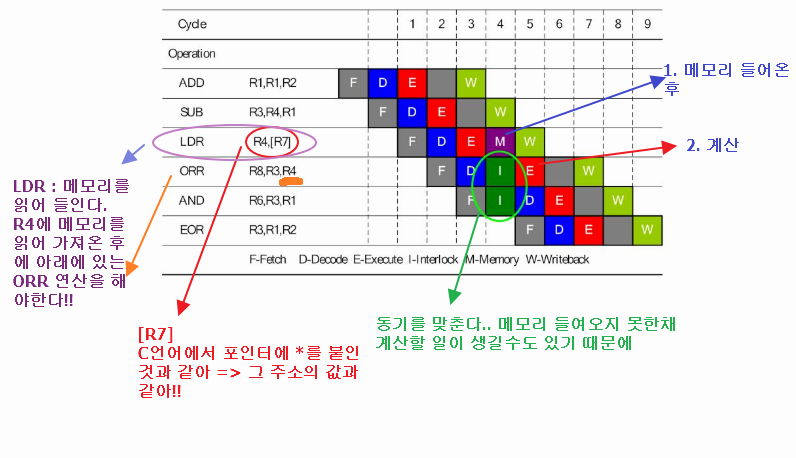 Cycle 1 2 3 4 5 6 7 8 9
Operation
ADD R1,R1,R2 F D E W
SUB R3,R4,R1 F D E W
LDR R4,[R7] F D E M W
ORR R8,R3,R4 F D I E W
AND R6,R3,R1 F I D E W
EOR R3,R1,R2 F D E W
F-Fetch D-Decode E-Execute I-Interlock M-Memory W-Writeback
1. 메모리 들어온
후
2. 계산
LDR : 메모리를
읽어 들인다.
R4에 메모리를
읽어 가져온 후
에 아래에 있는
ORR 연산을 해
야한다!!
[R7]
C언어에서 포인터에 *를 붙인
것과 같아 => 그 주소의 값과
같아!!
동기를 맞춘다.. 메모리 들여오지 못한채
계산할 일이 생길수도 있기 때문에